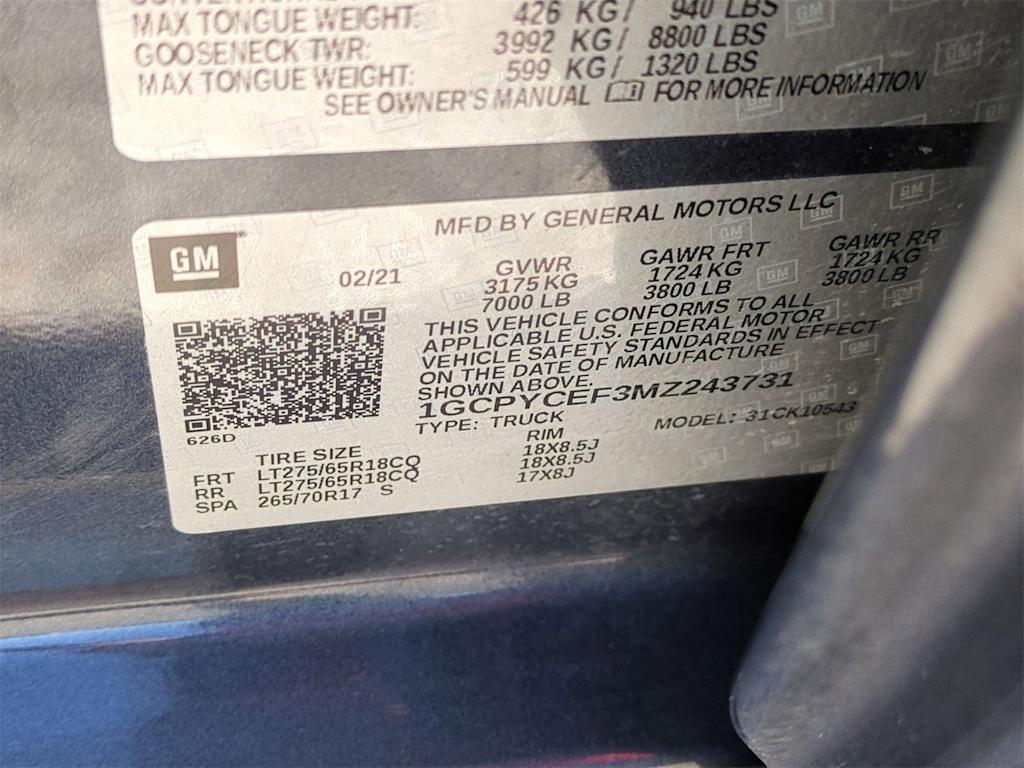 MAX TONGUE WEIGHT: 426 KG/ 940 LBS
GOOSENECK TWR: 3992 KG/ 8800 LBS
MAX TONGUE WEIGHT: 599 KG/ 1320 LBS
SEE OWNER'S MANUAL FOR MORE INFORMATION
MFD BY GENERAL MOTORS LLC
GM
02/21
GVWR GAWR FRT GAWR RR
3175 KG 1724 KG 1724 KG
7000 LB 3800 LB 3800 LB
THIS VEHICLE CONFORMS TO ALL
APPLICABLE U.S. FEDERAL MOTOR
VEHICLE SAFETY STANDARDS IN EFFECT
ON THE DATE OF MANUFACTURE
SHOWN ABOVE.
1GCPYCEF3MZ243731
TYPE: TRUCK MODEL: 31CK10543
626D
TIRE SIZE RIM
FRT LT275/65R18CQ 18X8.5J
RR LT275/65R18CQ 18X8.5J
SPA 265/70R17 S 17X8J